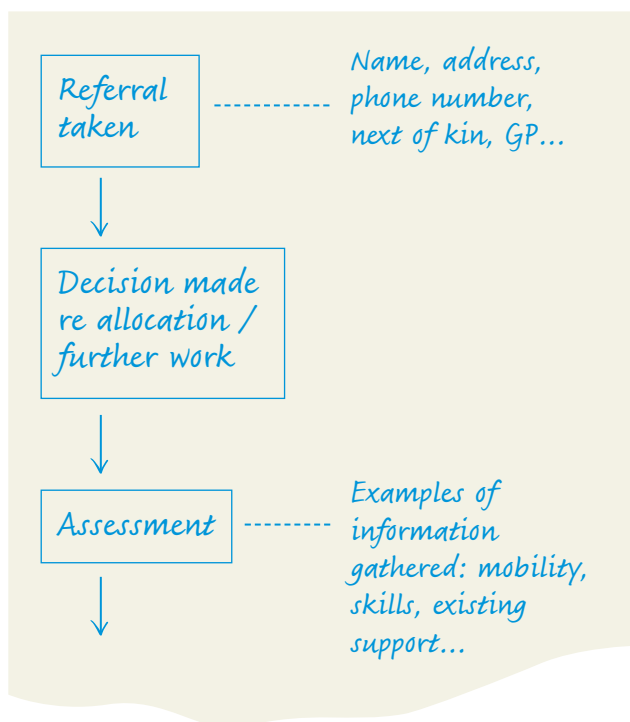 Referral
taken
Name, address,
phone number,
next of kin, GP...
Decision made
re allocation /
further work
Assessment
Examples of
information
gathered: mobility,
skills, existing
support...